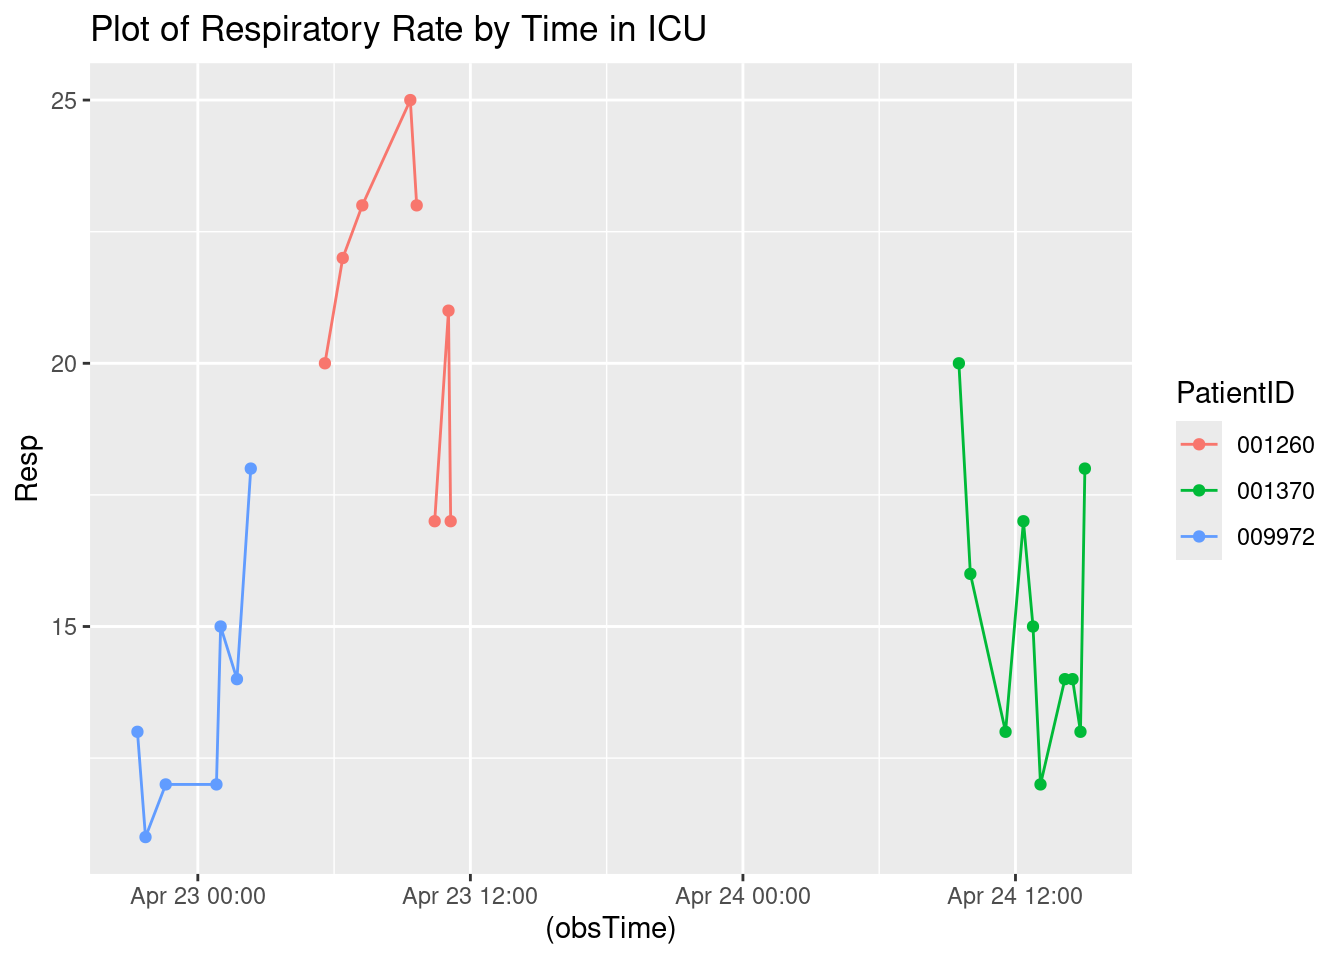 Plot of Respiratory Rate by Time in ICU
25
20
15
Resp
Apr 23 00:00
Apr 23 12:00
Apr 24 00:00
Apr 24 12:00
(obsTime)
PatientID
001260
001370
009972